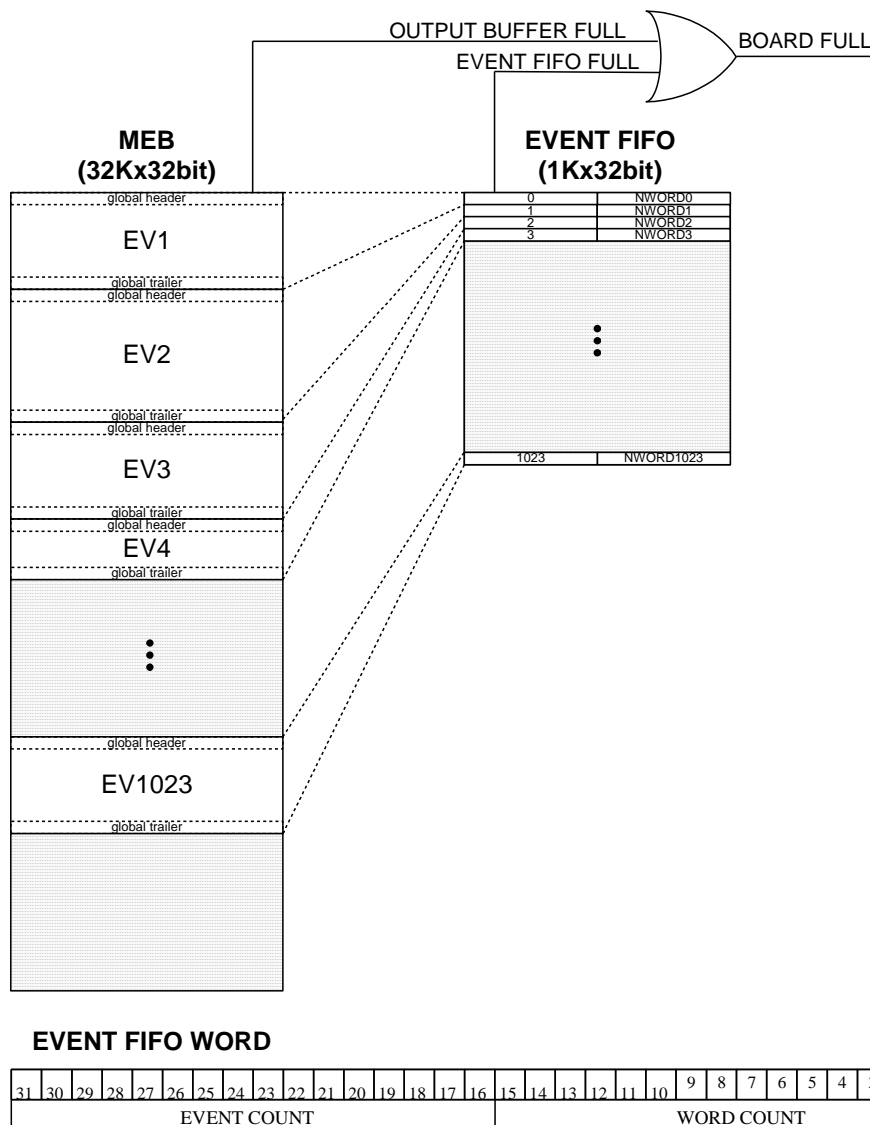 OUTPUT BUFFER FULL
BOARD FULL
EVENT FIFO FULL
MEB
(32Kx32bit)
EVENT FIFO
(1Kx32bit)
global header
EV1
global trailer
global header
EV2
global trailer
global header
EV3
global trailer
global header
EV4
global trailer
global header
EV1023
global trailer
0 NWORD0
1 NWORD1
2 NWORD2
3 NWORD3
1023 NWORD1023
EVENT FIFO WORD
31 30 29 28 27 26 25 24 23 22 21 20 19 18 17 16 15 14 13 12 11 10 9 8 7 6 5 4
EVENT COUNT WORD COUNT